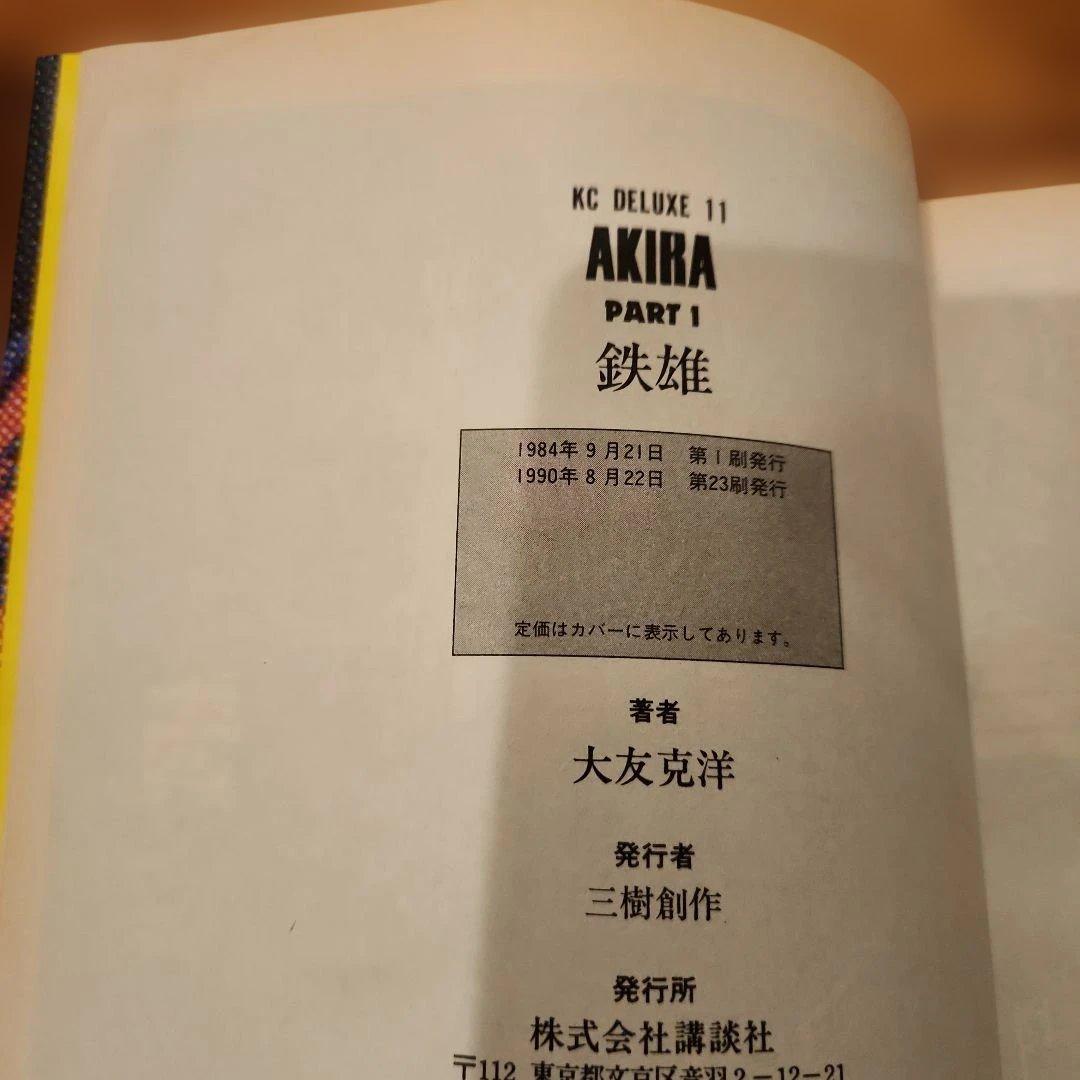 KC DELUXE 11
AKIRA
PART 1
鉄雄
1984年9月21日 第1刷発行
1990年8月22日 第23刷発行
定価はカバーに表示してあります。
著者
大友克洋
発行者
三樹創作
発行所
株式会社講談社
〒112 東京都文京区音羽2-12-21